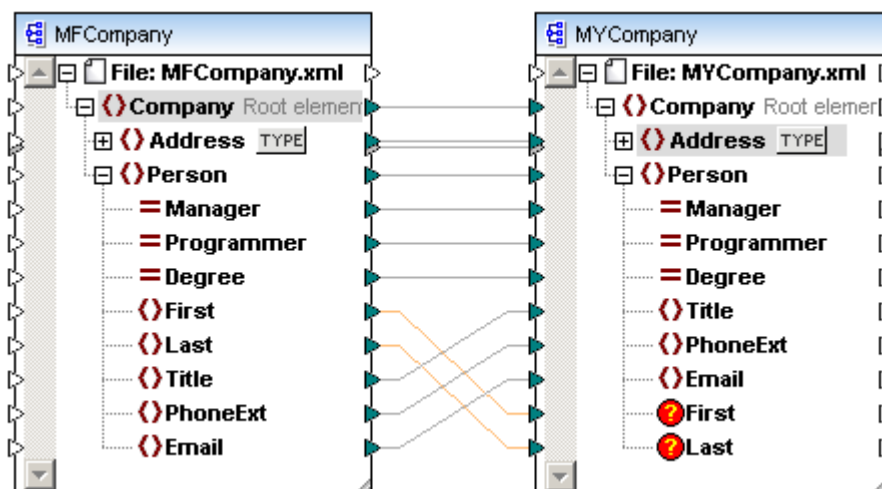 MFCompany
File: MFCompany.xml
Company Root elemen
Address TYPE
Person
Manager
Programmer
Degree
First
Last
Title
PhoneExt
Email
MYCompany
File: MYCompany.xml
Company Root elemer
Address TYPE
Person
Manager
Programmer
Degree
Title
PhoneExt
Email
? First
? Last